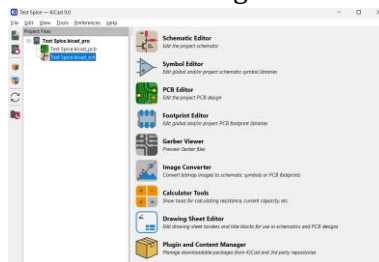 Test Spice — KiCad 9.0
File Edit View Tools Preferences Help
Project Files
Test Spice.kicad_pro
Test Spice.kicad_pcb
Test Spice.kicad_sch
Schematic Editor
Edit the project schematic
Symbol Editor
Edit global and/or project schematic symbol libraries
PCB Editor
Edit the project PCB design
Footprint Editor
Edit global and/or project PCB footprint libraries
Gerber Viewer
Preview Gerber files
Image Converter
Convert bitmap images to schematic symbols or PCB footprints
Calculator Tools
Show tools for calculating resistance, current capacity, etc.
Drawing Sheet Editor
Edit drawing sheet borders and title blocks for use in schematics and PCB designs
Plugin and Content Manager
Manage downloadable packages from KiCad and 3rd party repositories